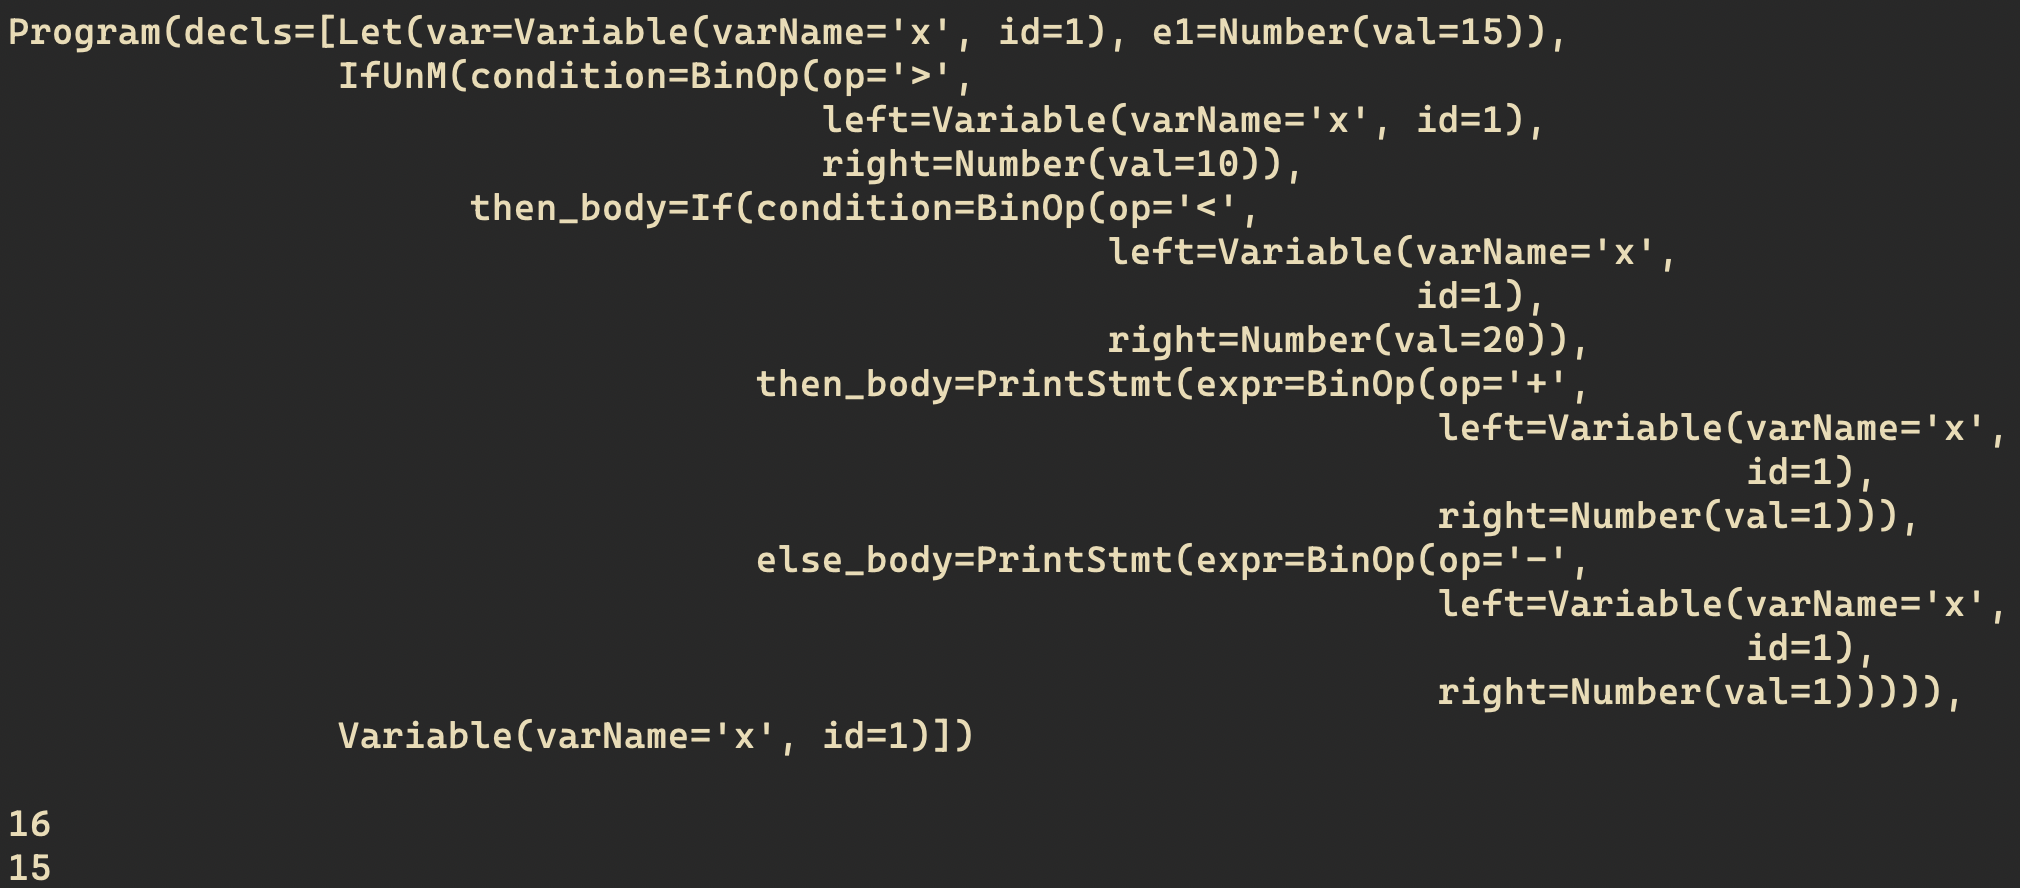 Program(decls=[Let(var=Variable(varName='x', id=1), e1=Number(val=15)),
               IfUnM(condition=BinOp(op='>',
                                     left=Variable(varName='x', id=1),
                                     right=Number(val=10)),
                     then_body=If(condition=BinOp(op='<',
                                                  left=Variable(varName='x',
                                                                id=1),
                                                  right=Number(val=20)),
                                  then_body=PrintStmt(expr=BinOp(op='+',
                                                                 left=Variable(varName='x',
                                                                               id=1),
                                                                 right=Number(val=1))),
                                  else_body=PrintStmt(expr=BinOp(op='-',
                                                                 left=Variable(varName='x',
                                                                               id=1),
                                                                 right=Number(val=1))))),
               Variable(varName='x', id=1)])

16
15